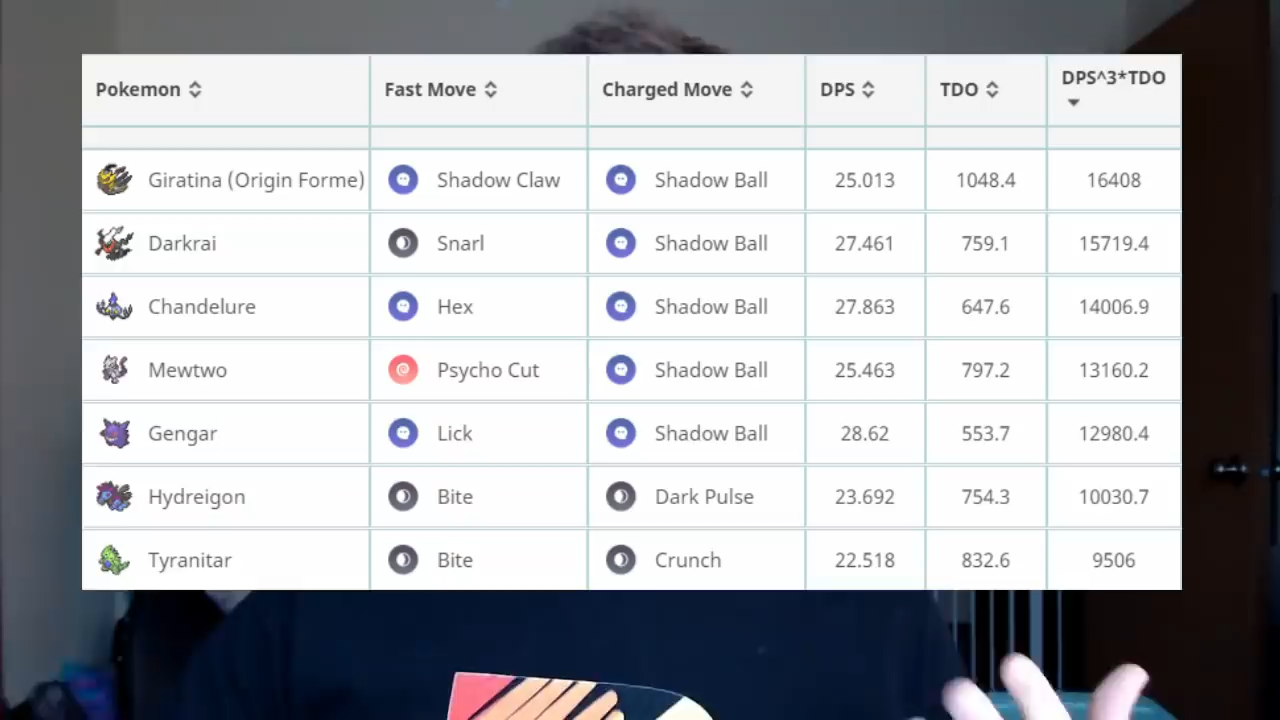 Pokemon Fast Move Charged Move DPS TDO DPS^3*TDO
Giratina (Origin Forme) Shadow Claw Shadow Ball 25.013 1048.4 16408
Darkrai Snarl Shadow Ball 27.461 759.1 15719.4
Chandelure Hex Shadow Ball 27.863 647.6 14006.9
Mewtwo Psycho Cut Shadow Ball 25.463 797.2 13160.2
Gengar Lick Shadow Ball 28.62 553.7 12980.4
Hydreigon Bite Dark Pulse 23.692 754.3 10030.7
Tyranitar Bite Crunch 22.518 832.6 9506